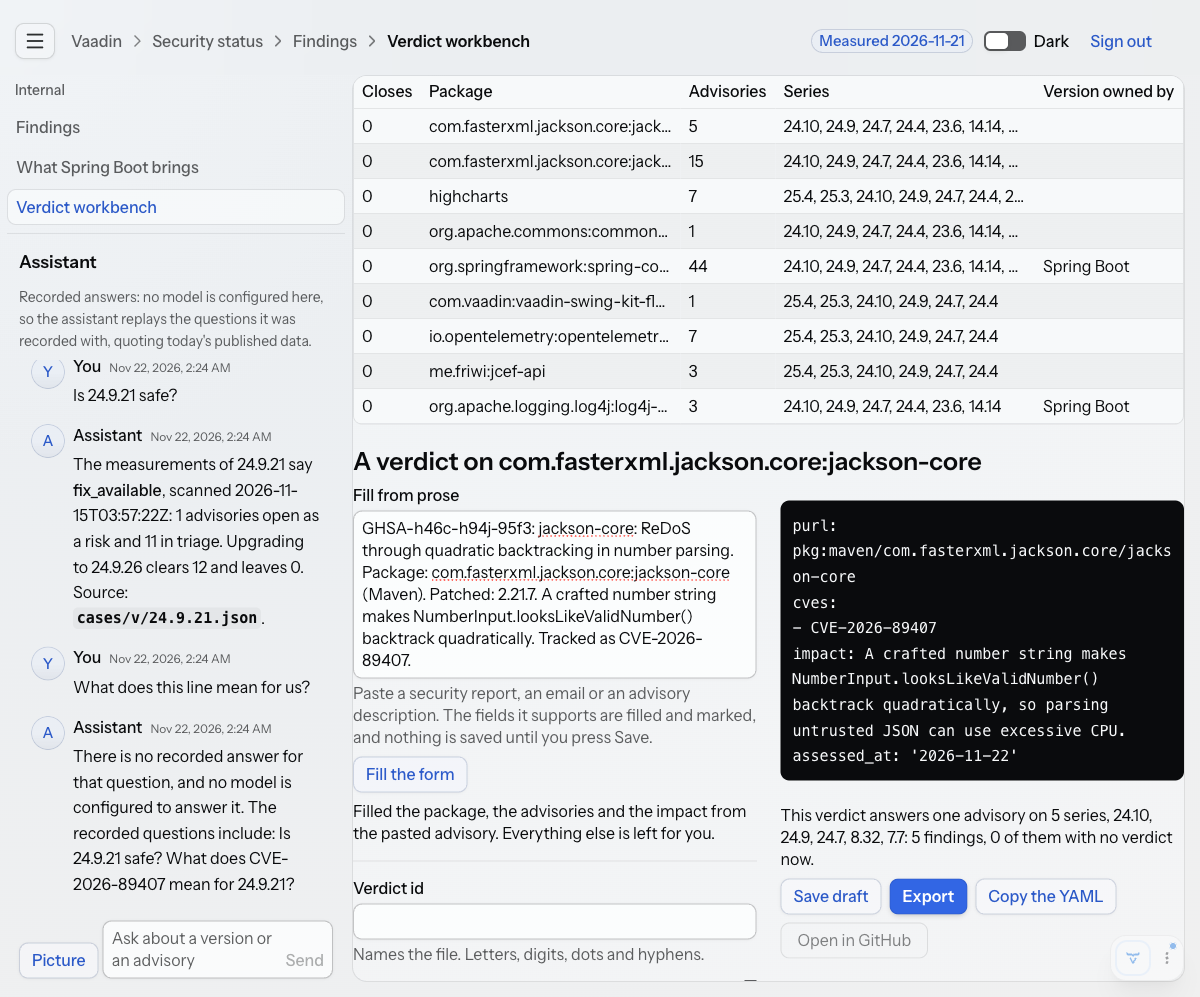 Vaadin > Security status > Findings > Verdict workbench
Measured 2026-11-21
Dark
Sign out
Internal
Findings
What Spring Boot brings
Verdict workbench
Assistant
Recorded answers: no model is configured here,
so the assistant replays the questions it was
recorded with, quoting today's published data.
Y
You Nov 22, 2026, 2:24 AM
Is 24.9.21 safe?
A
Assistant Nov 22, 2026, 2:24 AM
The measurements of 24.9.21 say
fix_available, scanned 2026-11-
15T03:57:22Z: 1 advisories open as
a risk and 11 in triage. Upgrading
to 24.9.26 clears 12 and leaves 0.
Source:
cases/v/24.9.21.json.
Y
You Nov 22, 2026, 2:24 AM
What does this line mean for us?
A
Assistant Nov 22, 2026, 2:24 AM
There is no recorded answer for
that question, and no model is
configured to answer it. The
recorded questions include: Is
24.9.21 safe? What does CVE-
2026-89407 mean for 24.9.21?
Picture
Ask about a version or
an advisory
Send
Closes Package Advisories Series Version owned by
0 com.fasterxml.jackson.core:jack... 5 24.10, 24.9, 24.7, 24.4, 23.6, 14.14, ...
0 com.fasterxml.jackson.core:jack... 15 24.10, 24.9, 24.7, 24.4, 23.6, 14.14, ...
0 highcharts 7 25.4, 25.3, 24.10, 24.9, 24.7, 24.4, 2...
0 org.apache.commons:common... 1 24.10, 24.9, 24.7, 24.4, 23.6, 14.14, ...
0 org.springframework:spring-co... 44 24.10, 24.9, 24.7, 24.4, 23.6, 14.14, ... Spring Boot
0 com.vaadin:vaadin-swing-kit-fl... 1 25.4, 25.3, 24.10, 24.9, 24.7, 24.4
0 io.opentelemetry:opentelemetr... 7 25.4, 25.3, 24.10, 24.9, 24.7, 24.4
0 me.friwi:jcef-api 3 25.4, 25.3, 24.10, 24.9, 24.7, 24.4
0 org.apache.logging.log4j:log4j-... 3 24.10, 24.9, 24.7, 24.4, 23.6, 14.14 Spring Boot
A verdict on com.fasterxml.jackson.core:jackson-core
Fill from prose
GHSA-h46c-h94j-95f3: jackson-core: ReDoS
through quadratic backtracking in number parsing.
Package: com.fasterxml.jackson.core:jackson-core
(Maven). Patched: 2.21.7. A crafted number string
makes NumberInput.looksLikeValidNumber()
backtrack quadratically. Tracked as CVE-2026-
89407.
Paste a security report, an email or an advisory
description. The fields it supports are filled and marked,
and nothing is saved until you press Save.
Fill the form
Filled the package, the advisories and the impact from
the pasted advisory. Everything else is left for you.
Verdict id
Names the file. Letters, digits, dots and hyphens.
purl:
pkg:maven/com.fasterxml.jackson.core/jacks
on-core
cves:
- CVE-2026-89407
impact: A crafted number string makes
NumberInput.looksLikeValidNumber()
backtrack quadratically, so parsing
untrusted JSON can use excessive CPU.
assessed_at: '2026-11-22'
This verdict answers one advisory on 5 series, 24.10,
24.9, 24.7, 8.32, 7.7: 5 findings, 0 of them with no verdict
now.
Save draft
Export
Copy the YAML
Open in GitHub